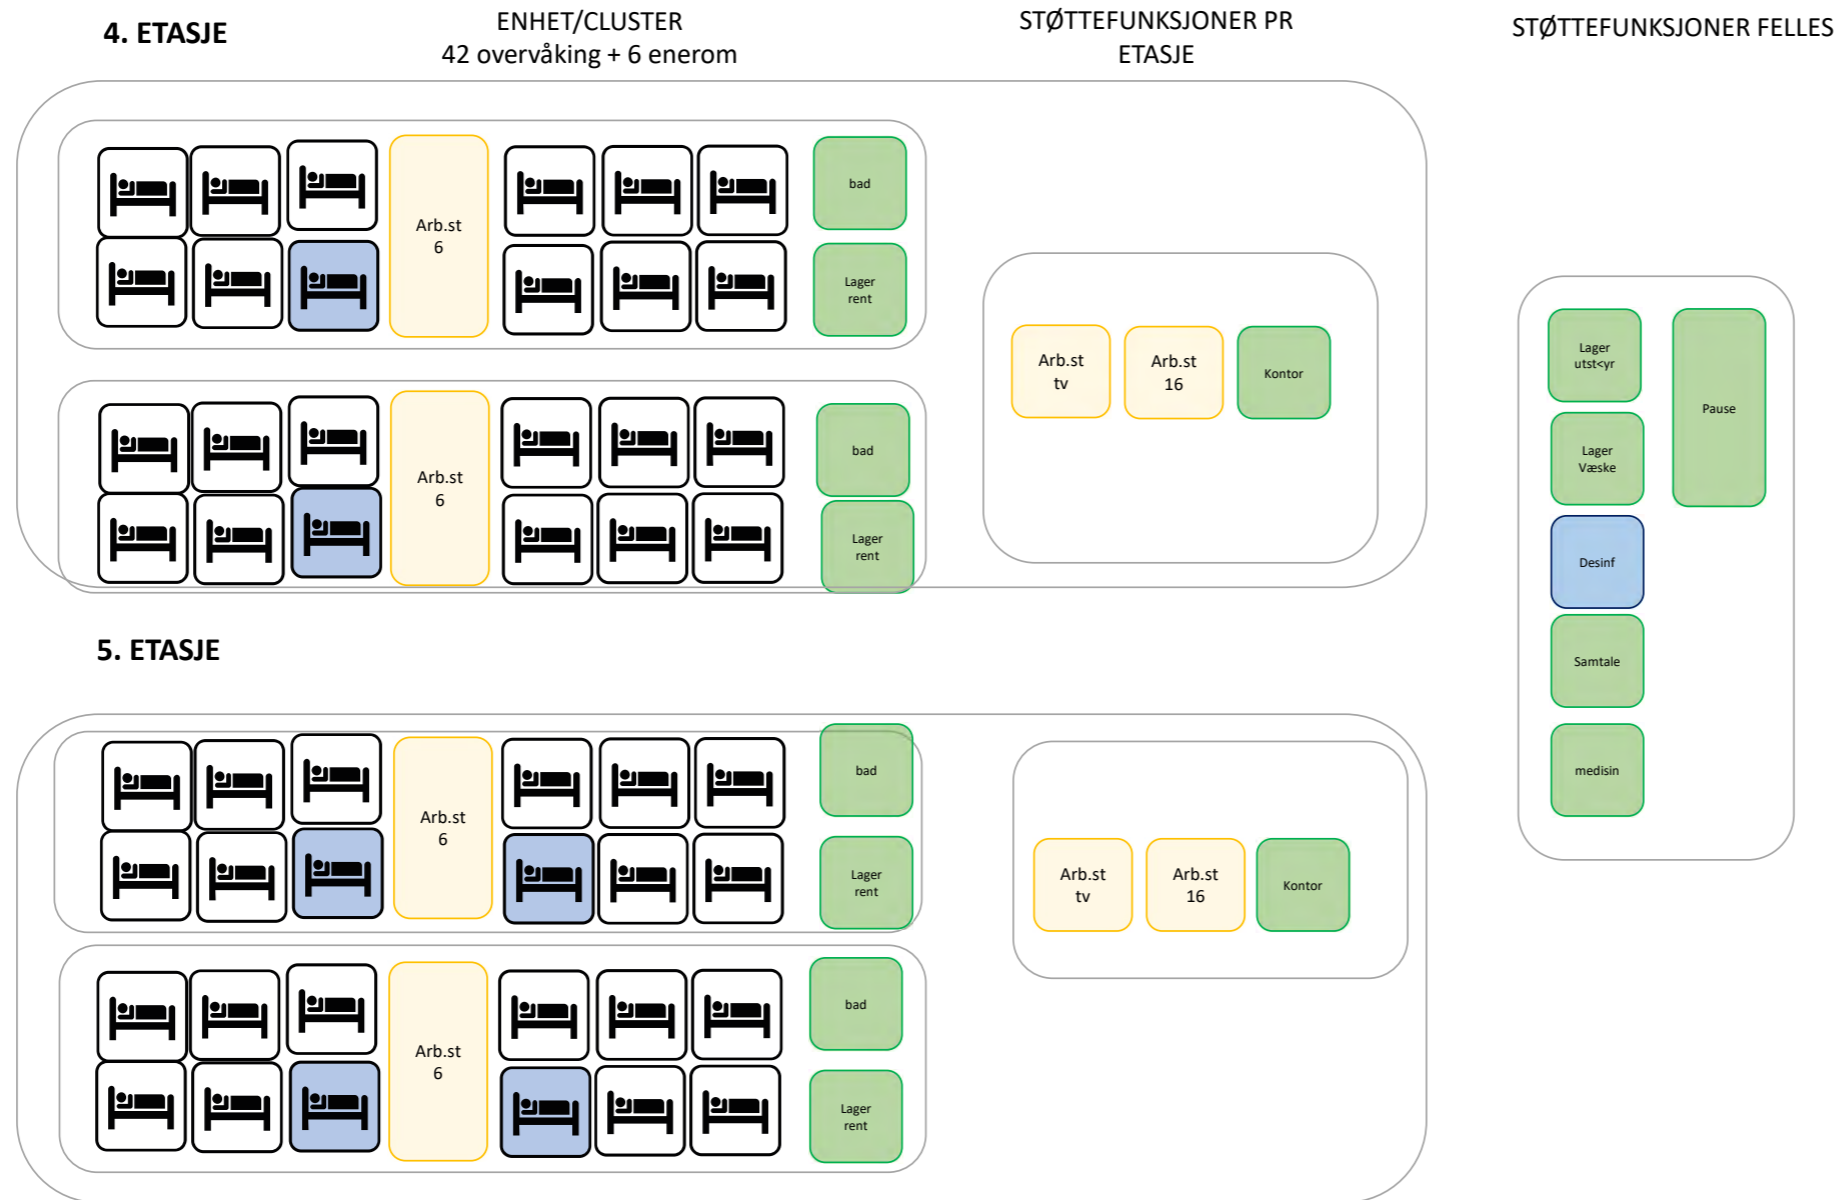 4. ETASJE
ENHET/CLUSTER
42 overvåking + 6 enerom
STØTTEFUNKSJONER PR
ETASJE
STØTTEFUNKSJONER FELLES
Arb.st
6
bad
Lager
rent
Arb.st
6
bad
Lager
rent
Arb.st
tv
Arb.st
16
Kontor
Lager
utst<yr
Pause
Lager
Væske
Desinf
Samtale
medisin
5. ETASJE
Arb.st
6
bad
Lager
rent
Arb.st
6
bad
Lager
rent
Arb.st
tv
Arb.st
16
Kontor